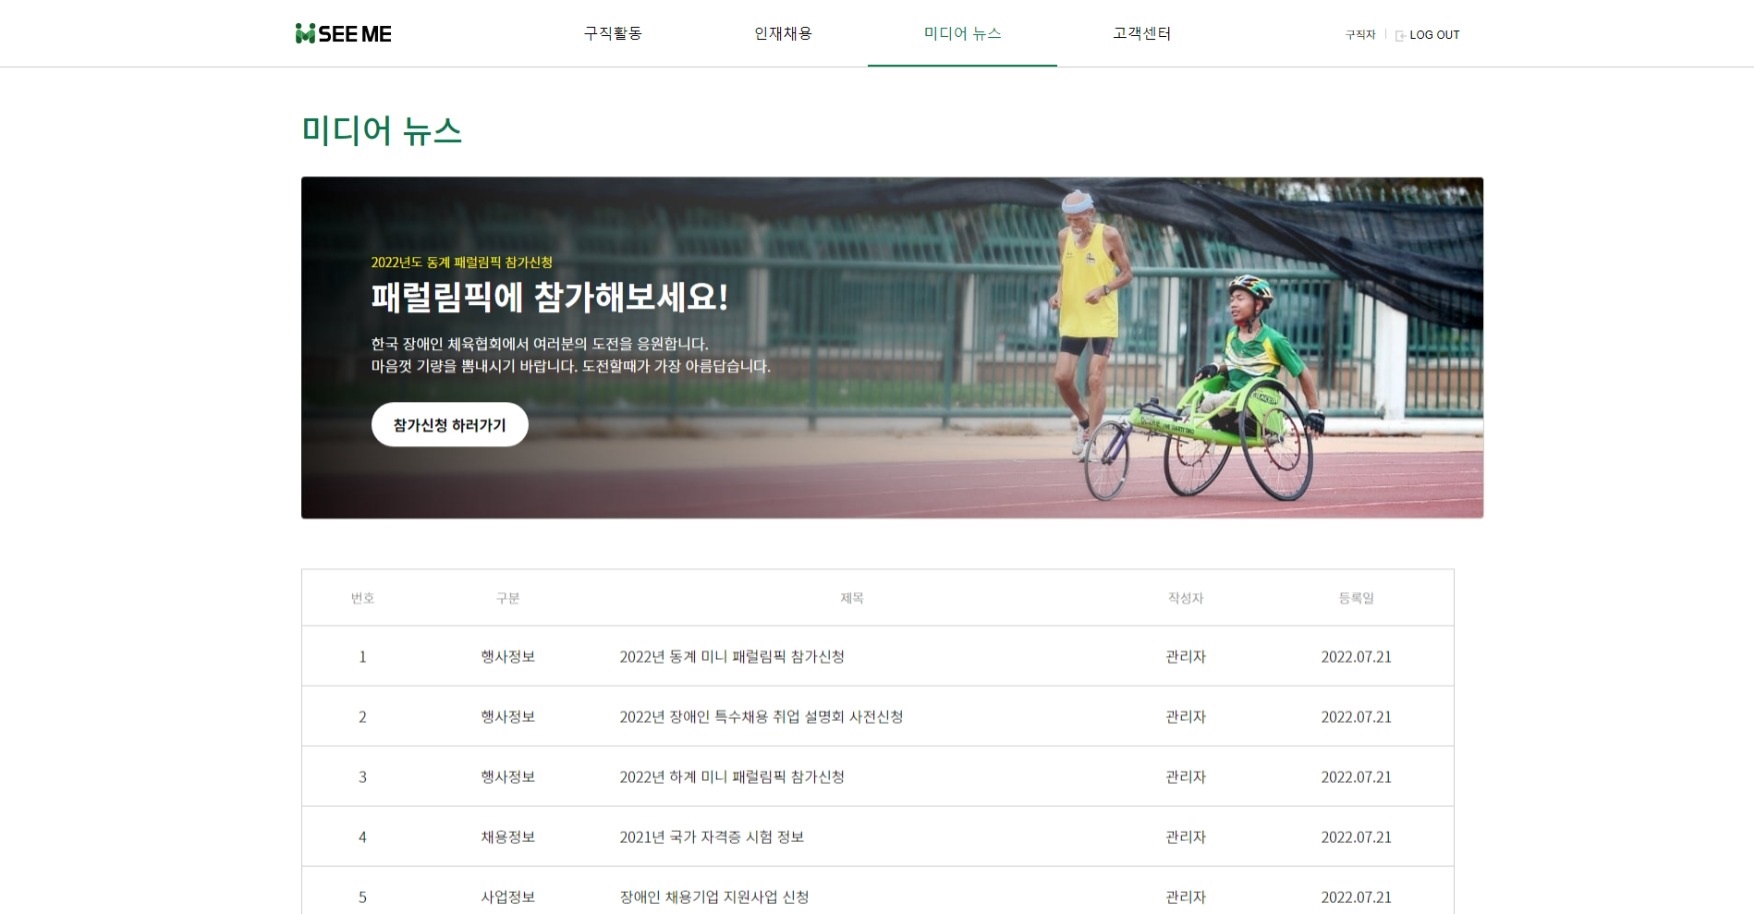 SEE ME
구직활동 인재채용 미디어 뉴스 고객센터 구직자 LOG OUT
미디어 뉴스
2022년도 동계 패럴림픽 참가신청
패럴림픽에 참가해보세요!
한국 장애인 체육협회에서 여러분의 도전을 응원합니다.
마음껏 기량을 뽐내시기 바랍니다. 도전할때가 가장 아름답습니다.
참가신청 하러가기
번호 구분 제목 작성자 등록일
1 행사정보 2022년 동계 미니 패럴림픽 참가신청 관리자 2022.07.21
2 행사정보 2022년 장애인 특수채용 취업 설명회 사전신청 관리자 2022.07.21
3 행사정보 2022년 하계 미니 패럴림픽 참가신청 관리자 2022.07.21
4 채용정보 2021년 국가 자격증 시험 정보 관리자 2022.07.21
5 사업정보 장애인 채용기업 지원사업 신청 관리자 2022.07.21